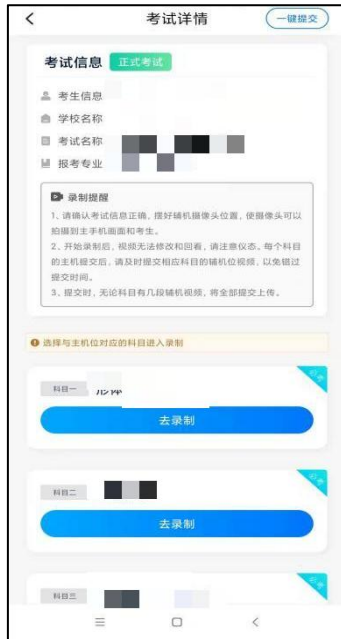 考试详情
一键提交
考试信息 正式考试
考生信息
学校名称
考试名称
报考专业
录制提醒
1、请确认考试信息正确，摆好辅机摄像头位置，使摄像头可以
拍摄到主手机画面和考生。
2、开始录制后，视频无法修改和回看，请注意仪态。每个科目
的主机提交后，请及时提交相应科目的辅机位视频，以免错过
提交时间。
3、提交时，无论科目有几段辅机视频，将全部提交上传。
选择与主机位对应的科目进入录制
必考
科目一
去录制
必考
科目二
去录制
必考
科目三